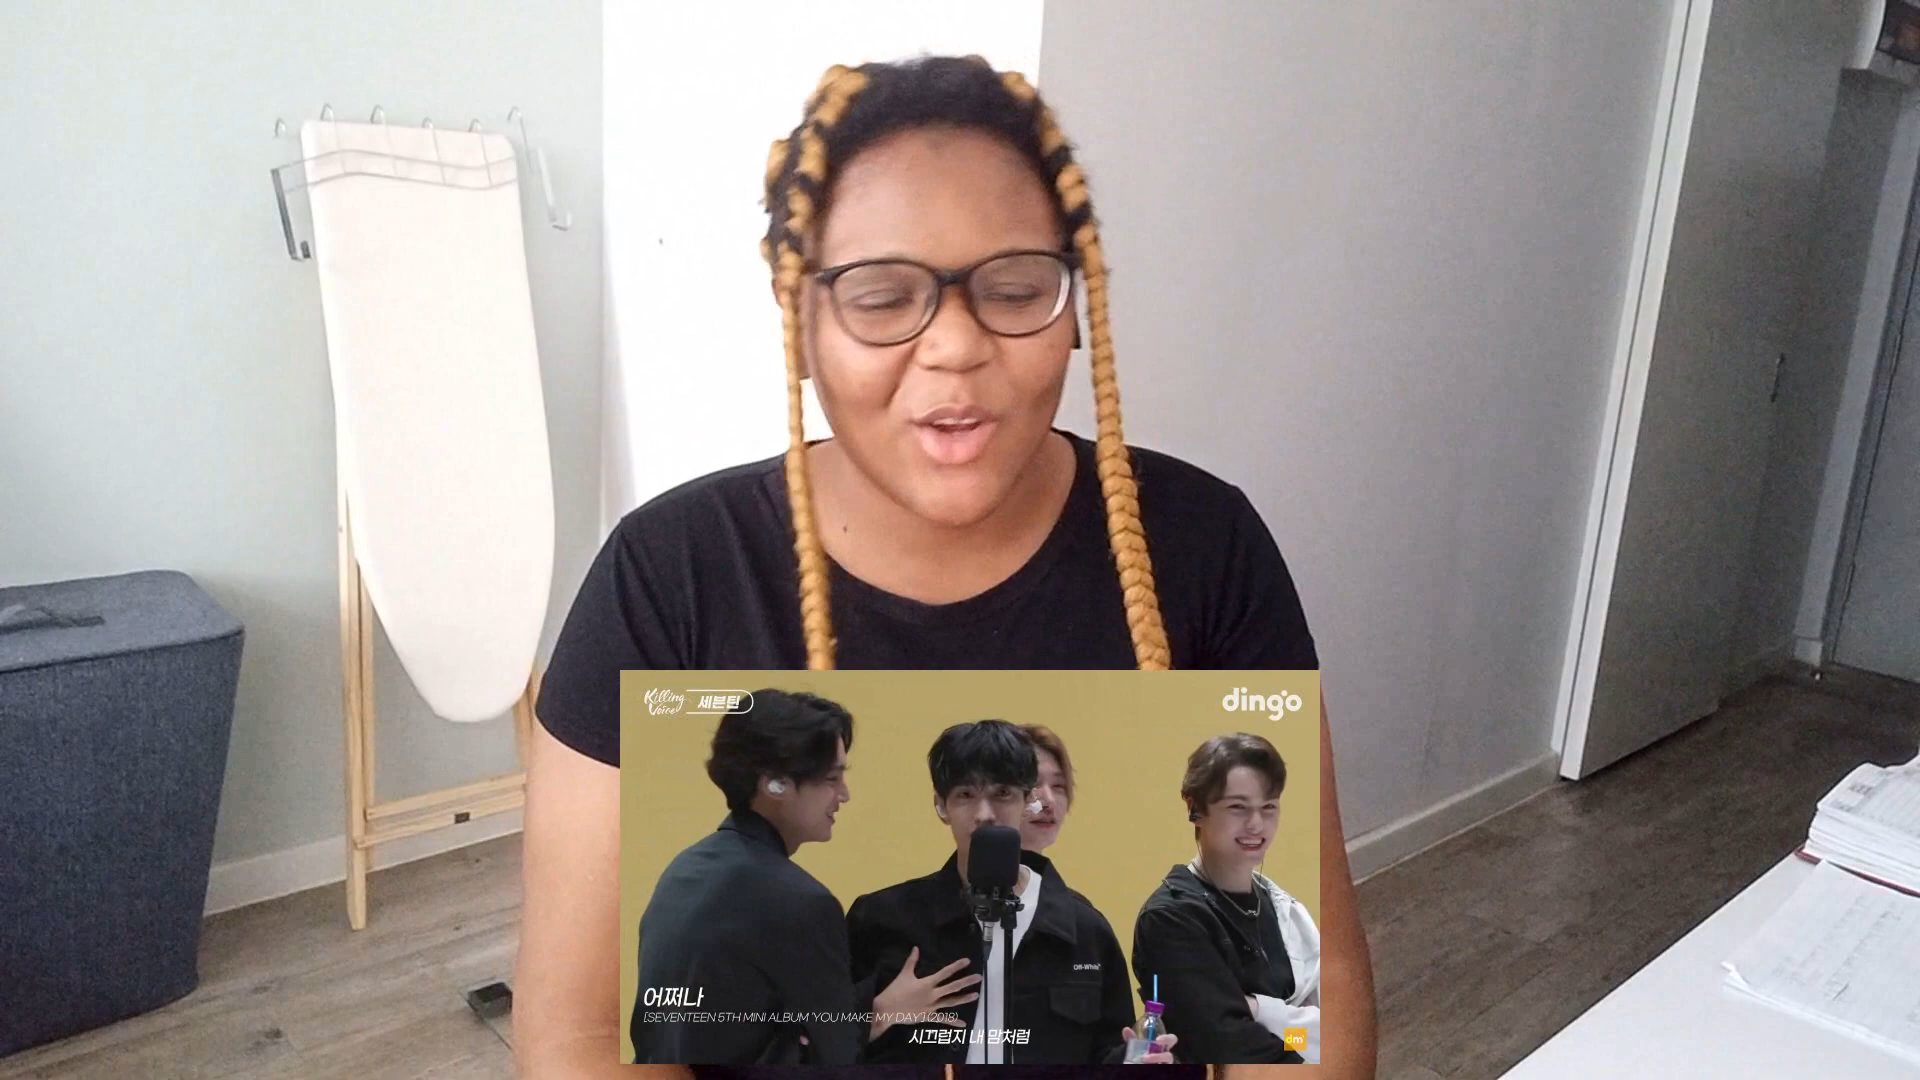 Killing Voice
세븐틴
dingo
Off-White
어쩌나
[SEVENTEEN 5TH MINI ALBUM 'YOU MAKE MY DAY'] (2018)
시끄럽지 내 맘처럼
dm